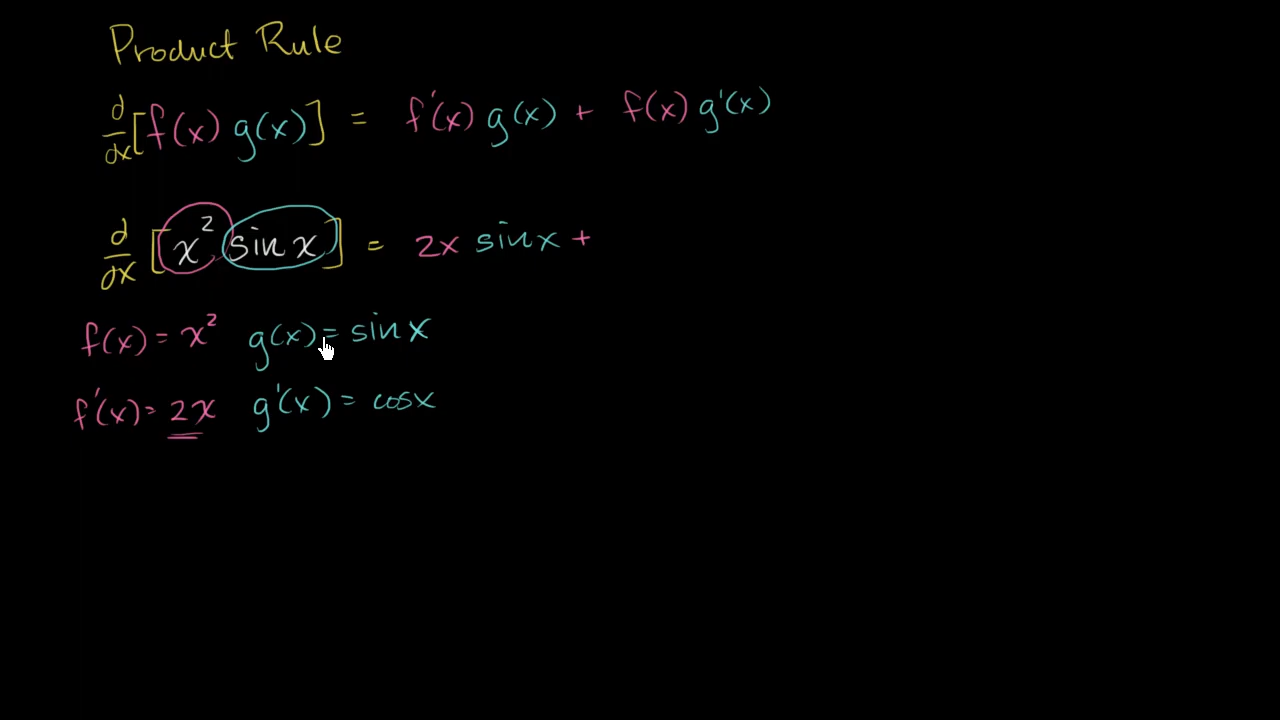 Product Rule
d/dx [f(x) g(x)] = f'(x) g(x) + f(x) g'(x)
d/dx [x² sin x] = 2x sin x +
f(x) = x² g(x) = sin x
f'(x) = 2x g'(x) = cos x